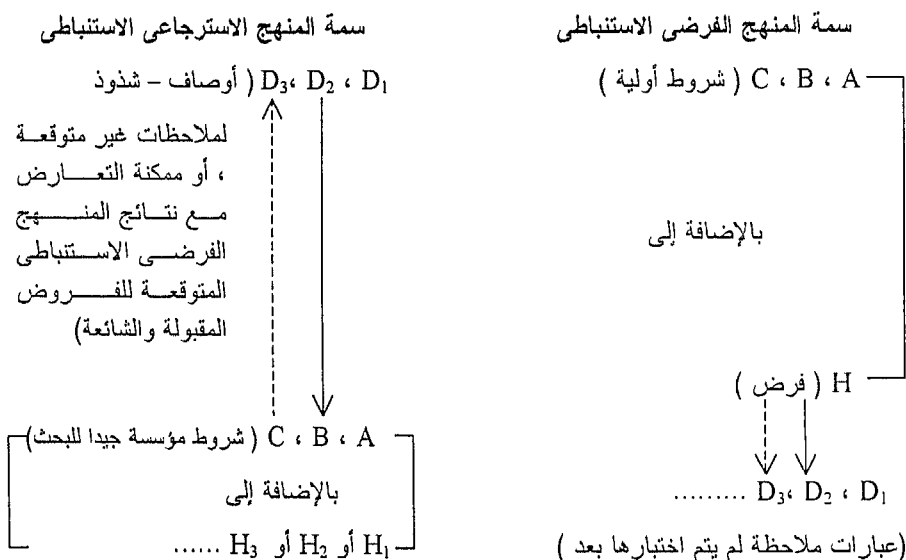 سمة المنهج الفرضى الاستنباطى
A ، B ، C ( شروط أولية )
بالإضافة إلى
H ( فرض )
D₁ ، D₂ ،D₃ .........
(عبارات ملاحظة لم يتم اختبارها بعد )
سمة المنهج الاسترجاعى الاستنباطى
D₁ ، D₂ ،D₃ ( أوصاف – شذوذ
لملاحظات غير متوقعة
، أو ممكنة التعارض
مع نتائج المنهج
الفرضى الاستنباطى
المتوقعة للفروض
المقبولة والشائعة)
A ، B ، C ( شروط مؤسسة جيدا للبحث)
بالإضافة إلى
H₁ أو H₂ أو H₃ ......